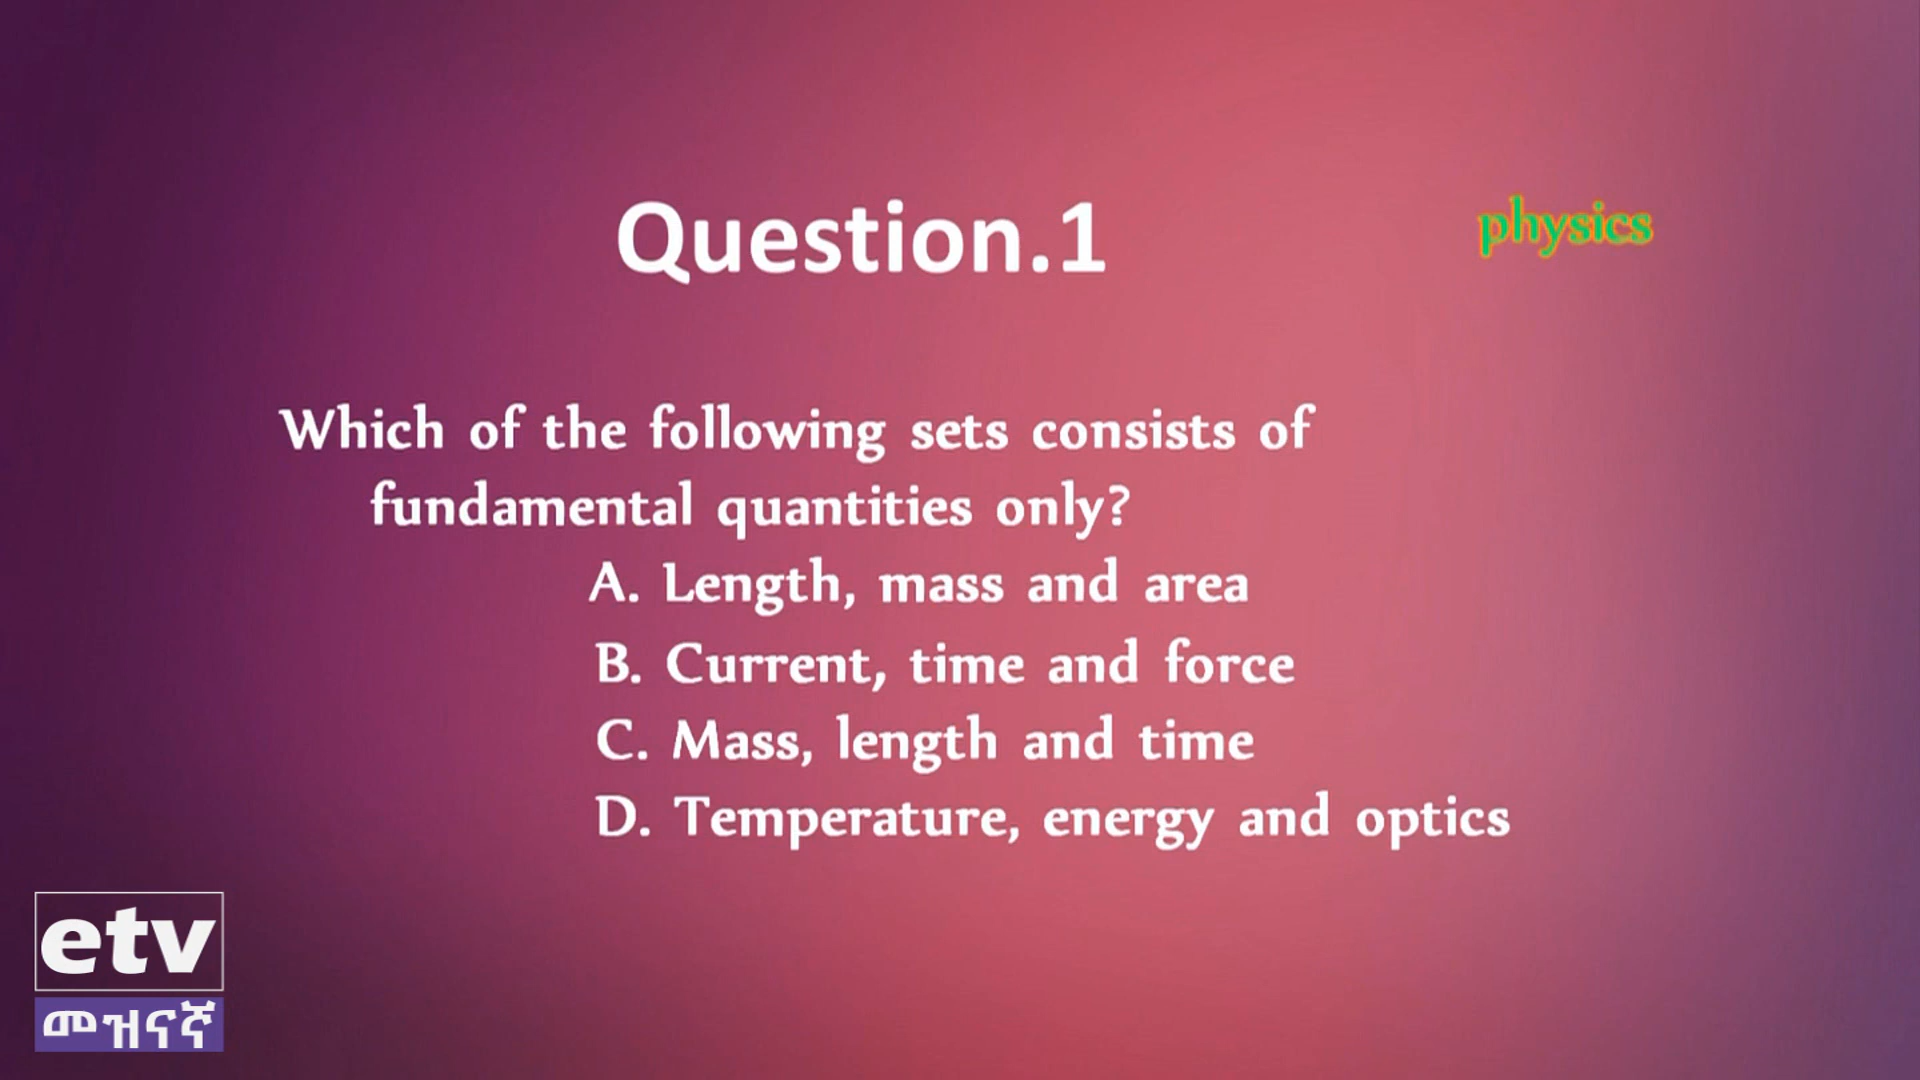 Question.1
physics
Which of the following sets consists of
fundamental quantities only?
A. Length, mass and area
B. Current, time and force
C. Mass, length and time
D. Temperature, energy and optics
etv
መዝናኛ